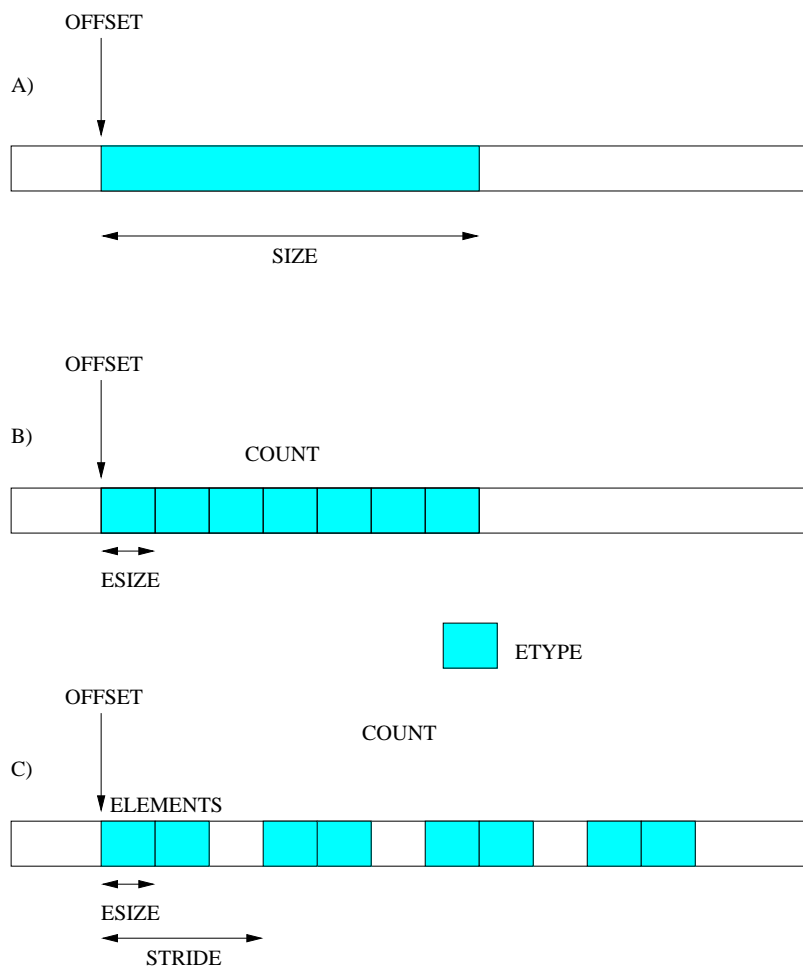 OFFSET
A)
SIZE
OFFSET
B)
COUNT
ESIZE
ETYPE
OFFSET
COUNT
C)
ELEMENTS
ESIZE
STRIDE